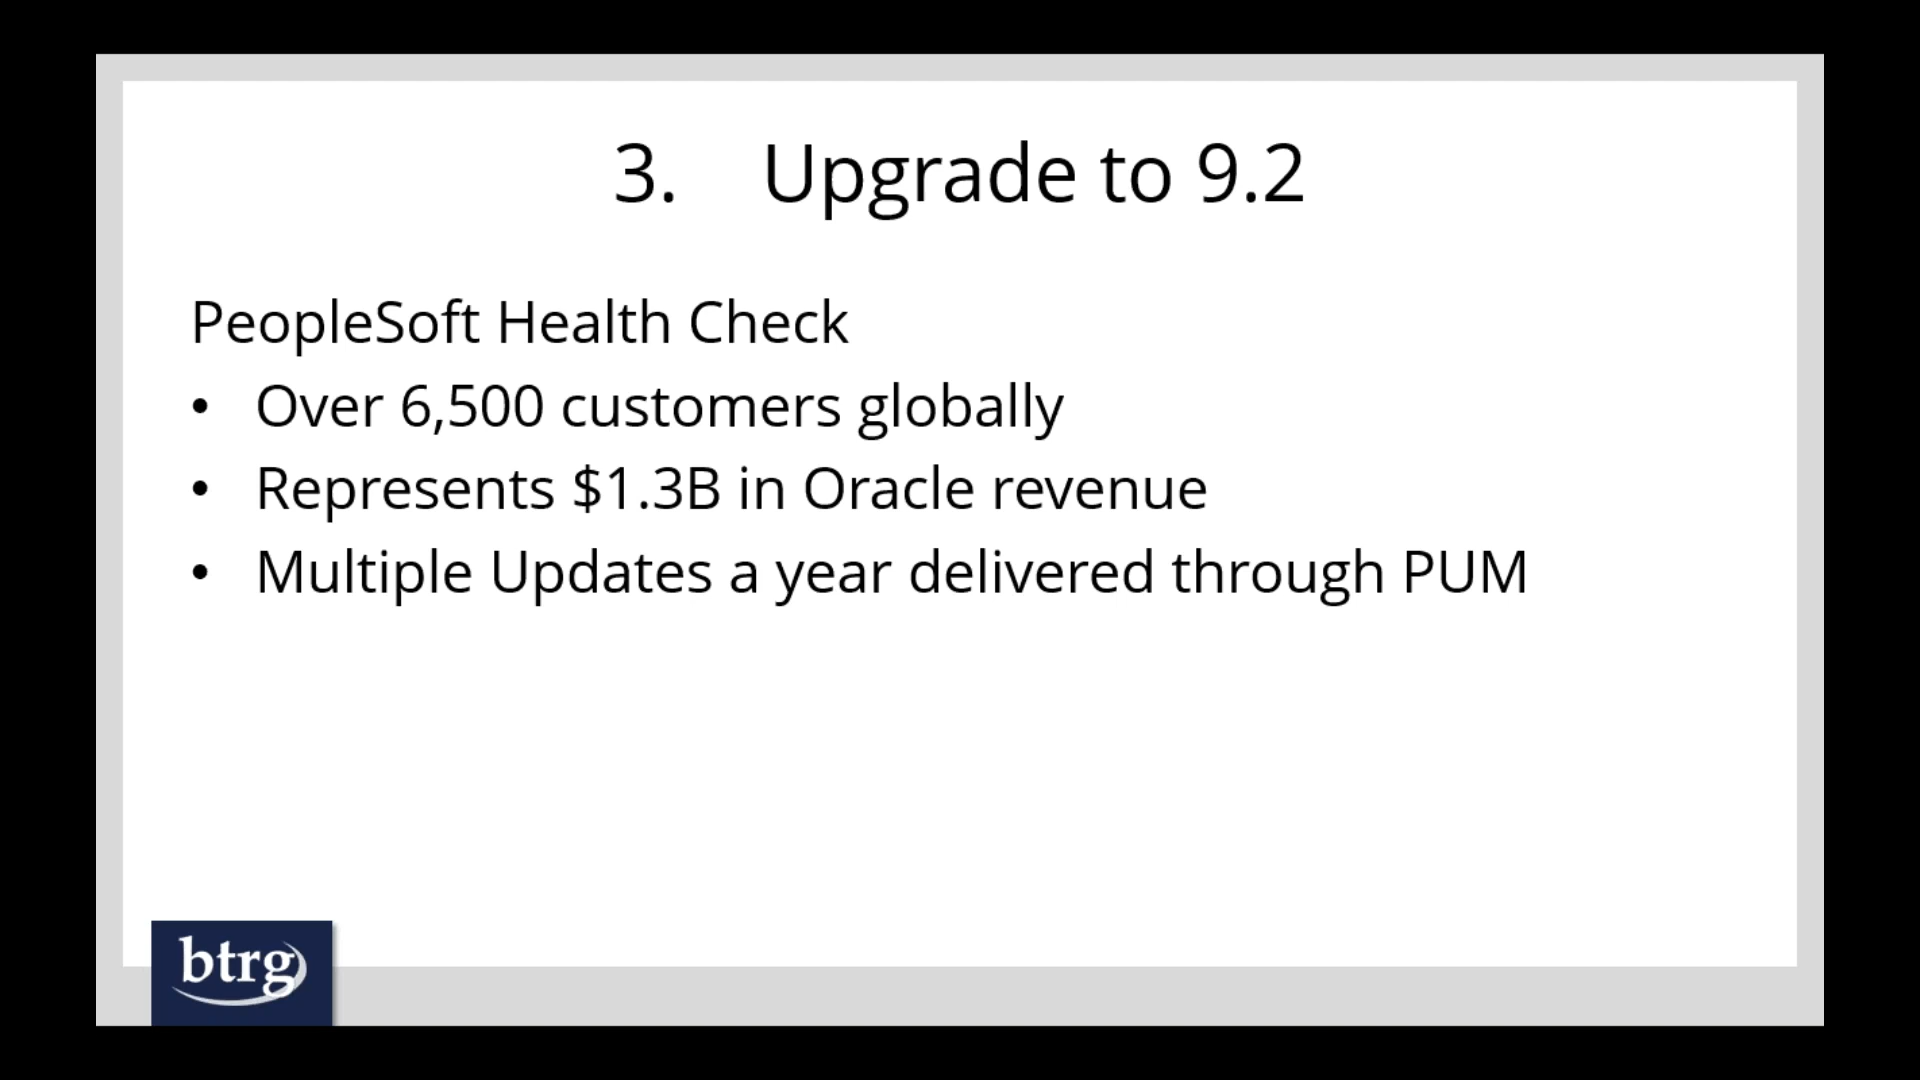 3. Upgrade to 9.2
PeopleSoft Health Check
• Over 6,500 customers globally
• Represents $1.3B in Oracle revenue
• Multiple Updates a year delivered through PUM
btrg